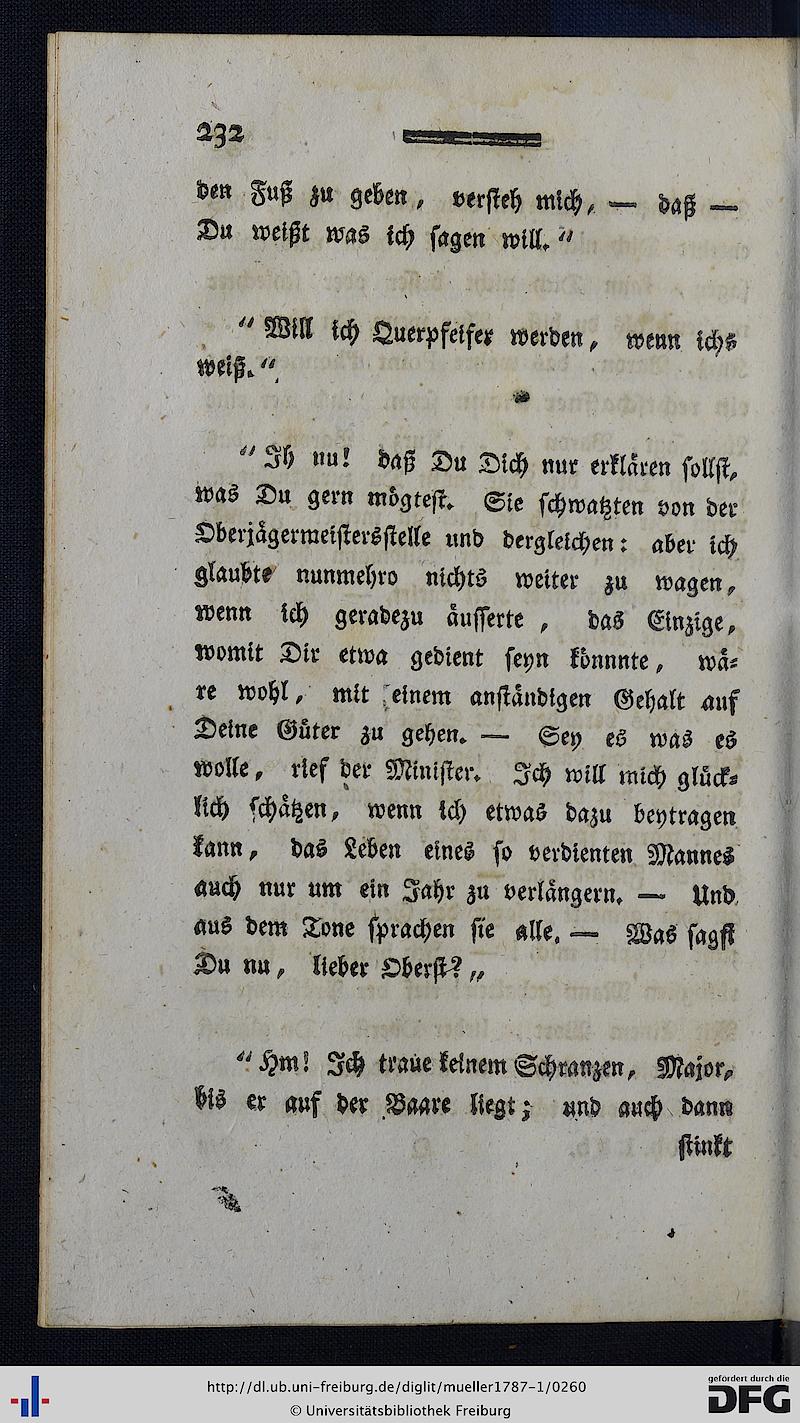 232
den Fuß zu geben, versteh mich, — daß —
Du weißt was ich sagen will."
"Will ich Querpfeifer werden, wenn ichs
weiß."
"Ih nu! daß Du Dich nur erklären sollst,
was Du gern mögtest. Sie schwatzten von der
Oberjägermeistersstelle und dergleichen: aber ich
glaubte nunmehro nichts weiter zu wagen,
wenn ich geradezu äusserte, das Einzige,
womit Dir etwa gedient seyn könnnte, wä=
re wohl, mit einem anständigen Gehalt auf
Deine Güter zu gehen. — Sey es was es
wolle, rief der Minister. Ich will mich glück=
lich schätzen, wenn ich etwas dazu beytragen
kann, das Leben eines so verdienten Mannes
auch nur um ein Jahr zu verlängern. — Und
aus dem Tone sprachen sie alle. — Was sagst
Du nu, lieber Oberst?„
"Hm! Ich traue keinem Schranzen, Major,
bis er auf der Baare liegt; und auch dann
stinkt
http://dl.ub.uni-freiburg.de/diglit/mueller1787-1/0260
© Universitätsbibliothek Freiburg
gefördert durch die
DFG